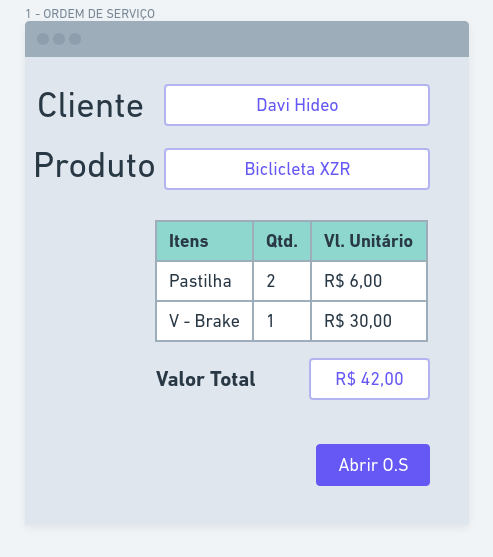 1 - ORDEM DE SERVIÇO
Cliente Davi Hideo
Produto Biclicleta XZR
Itens Qtd. Vl. Unitário
Pastilha 2 R$ 6,00
V - Brake 1 R$ 30,00
Valor Total R$ 42,00
Abrir O.S